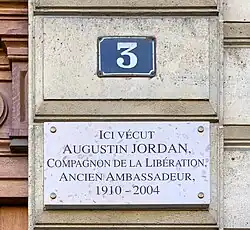 3
ICI VÉCUT
AUGUSTIN JORDAN,
COMPAGNON DE LA LIBÉRATION,
ANCIEN AMBASSADEUR,
1910 - 2004